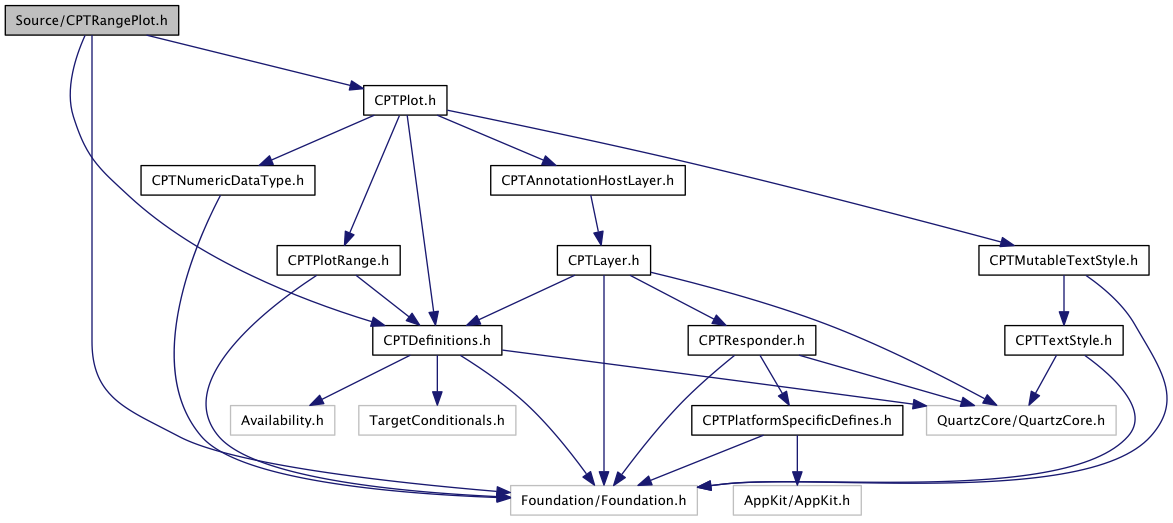 Source/CPTRangePlot.h
CPTPlot.h
CPTNumericDataType.h
CPTAnnotationHostLayer.h
CPTPlotRange.h
CPTLayer.h
CPTMutableTextStyle.h
CPTDefinitions.h
CPTResponder.h
CPTTextStyle.h
Availability.h
TargetConditionals.h
CPTPlatformSpecificDefines.h
QuartzCore/QuartzCore.h
Foundation/Foundation.h
AppKit/AppKit.h